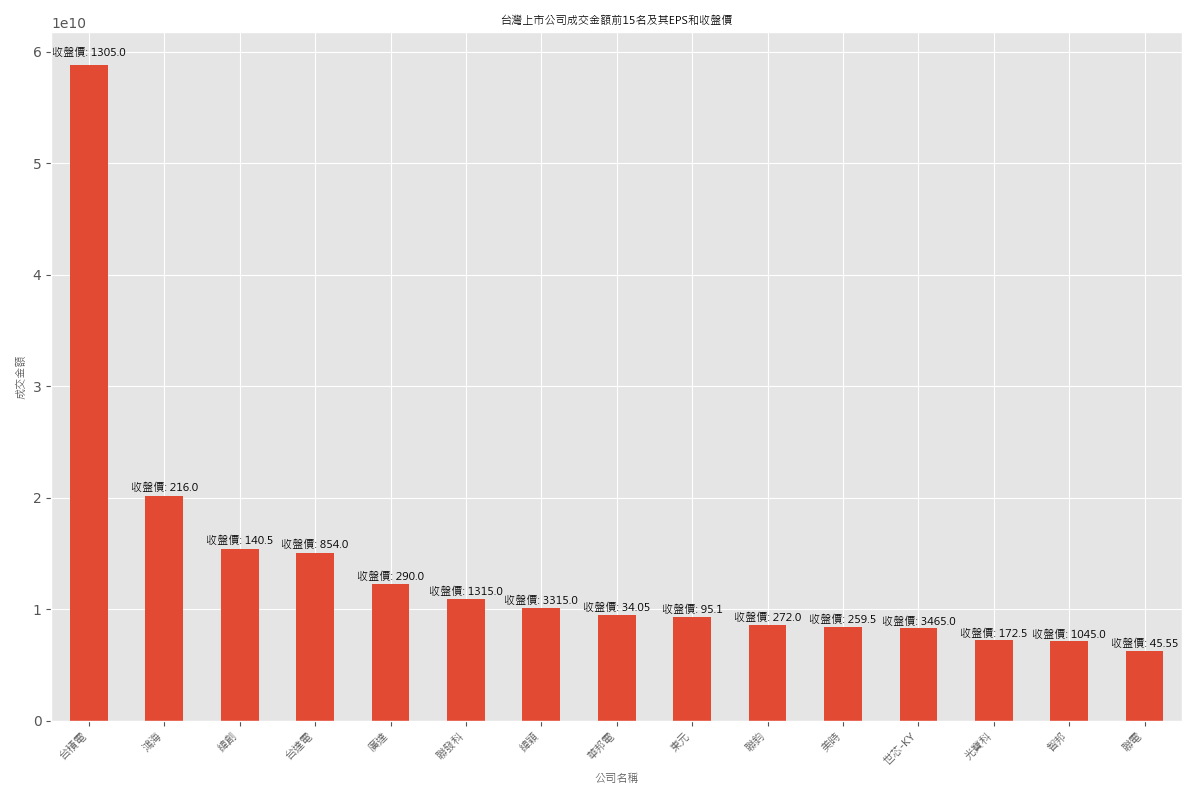 台灣上市公司成交金額前15名及其EPS和收盤價
1e10
6
5
4
3
2
1
0
成交金額
收盤價: 1305.0
收盤價: 216.0
收盤價: 140.5
收盤價: 854.0
收盤價: 290.0
收盤價: 1315.0
收盤價: 3315.0
收盤價: 34.05
收盤價: 95.1
收盤價: 272.0
收盤價: 259.5
收盤價: 3465.0
收盤價: 172.5
收盤價: 1045.0
收盤價: 45.55
台積電
鴻海
緯創
台達電
廣達
聯發科
緯穎
華邦電
東元
聯鈞
美時
世芯-KY
光寶科
智邦
聯電
公司名稱